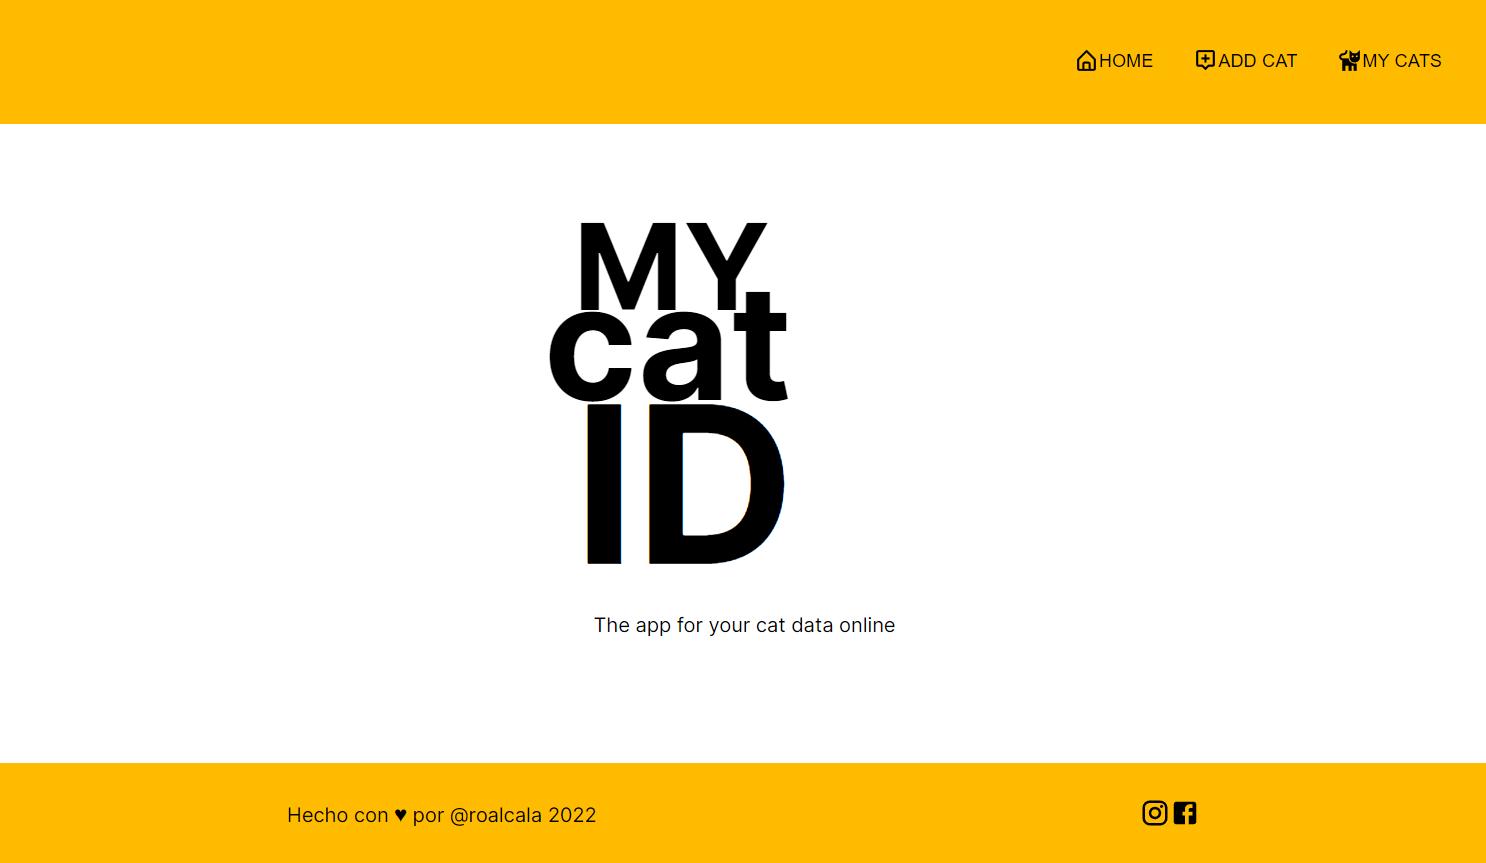 HOME ADD CAT MY CATS
MY
cat
ID
The app for your cat data online
Hecho con ♥ por @roalcala 2022